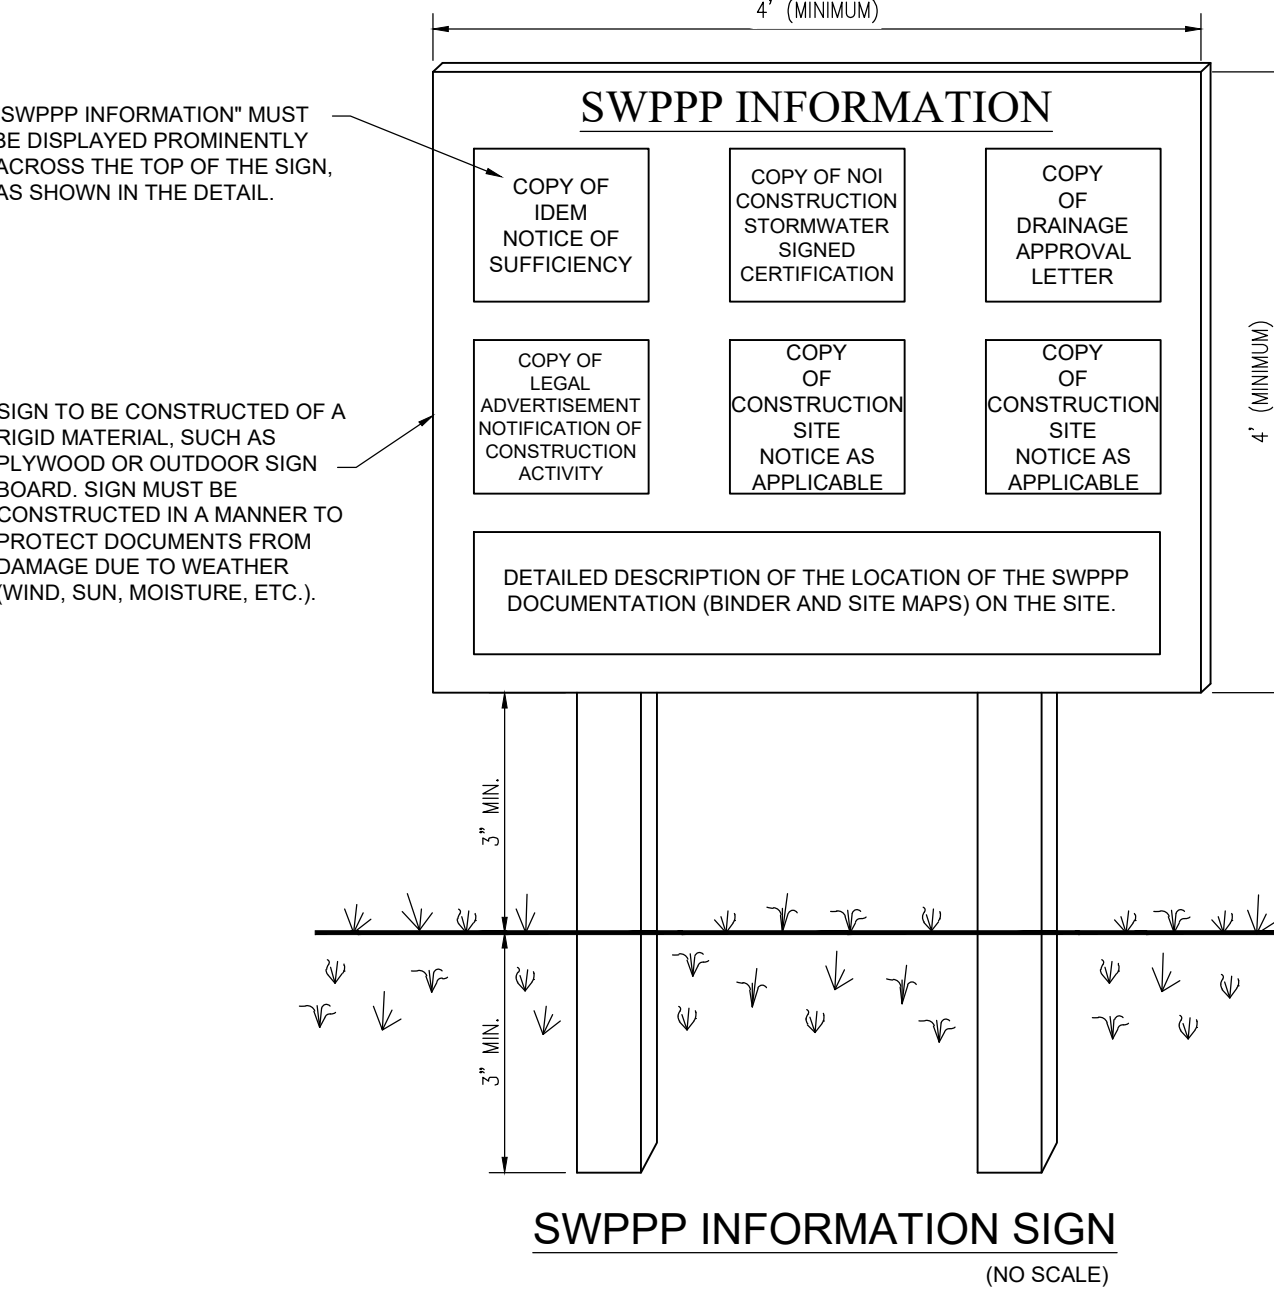 4' (MINIMUM)
SWPPP INFORMATION
SWPPP INFORMATION" MUST
BE DISPLAYED PROMINENTLY
ACROSS THE TOP OF THE SIGN,
AS SHOWN IN THE DETAIL.
COPY OF
IDEM
NOTICE OF
SUFFICIENCY
COPY OF NOI
CONSTRUCTION
STORMWATER
SIGNED
CERTIFICATION
COPY
OF
DRAINAGE
APPROVAL
LETTER
4' (MINIMUM)
SIGN TO BE CONSTRUCTED OF A
RIGID MATERIAL, SUCH AS
PLYWOOD OR OUTDOOR SIGN
BOARD. SIGN MUST BE
CONSTRUCTED IN A MANNER TO
PROTECT DOCUMENTS FROM
DAMAGE DUE TO WEATHER
(WIND, SUN, MOISTURE, ETC.).
COPY OF
LEGAL
ADVERTISEMENT
NOTIFICATION OF
CONSTRUCTION
ACTIVITY
COPY
OF
CONSTRUCTION
SITE
NOTICE AS
APPLICABLE
COPY
OF
CONSTRUCTION
SITE
NOTICE AS
APPLICABLE
DETAILED DESCRIPTION OF THE LOCATION OF THE SWPPP
DOCUMENTATION (BINDER AND SITE MAPS) ON THE SITE.
3" MIN.
3" MIN.
SWPPP INFORMATION SIGN
(NO SCALE)